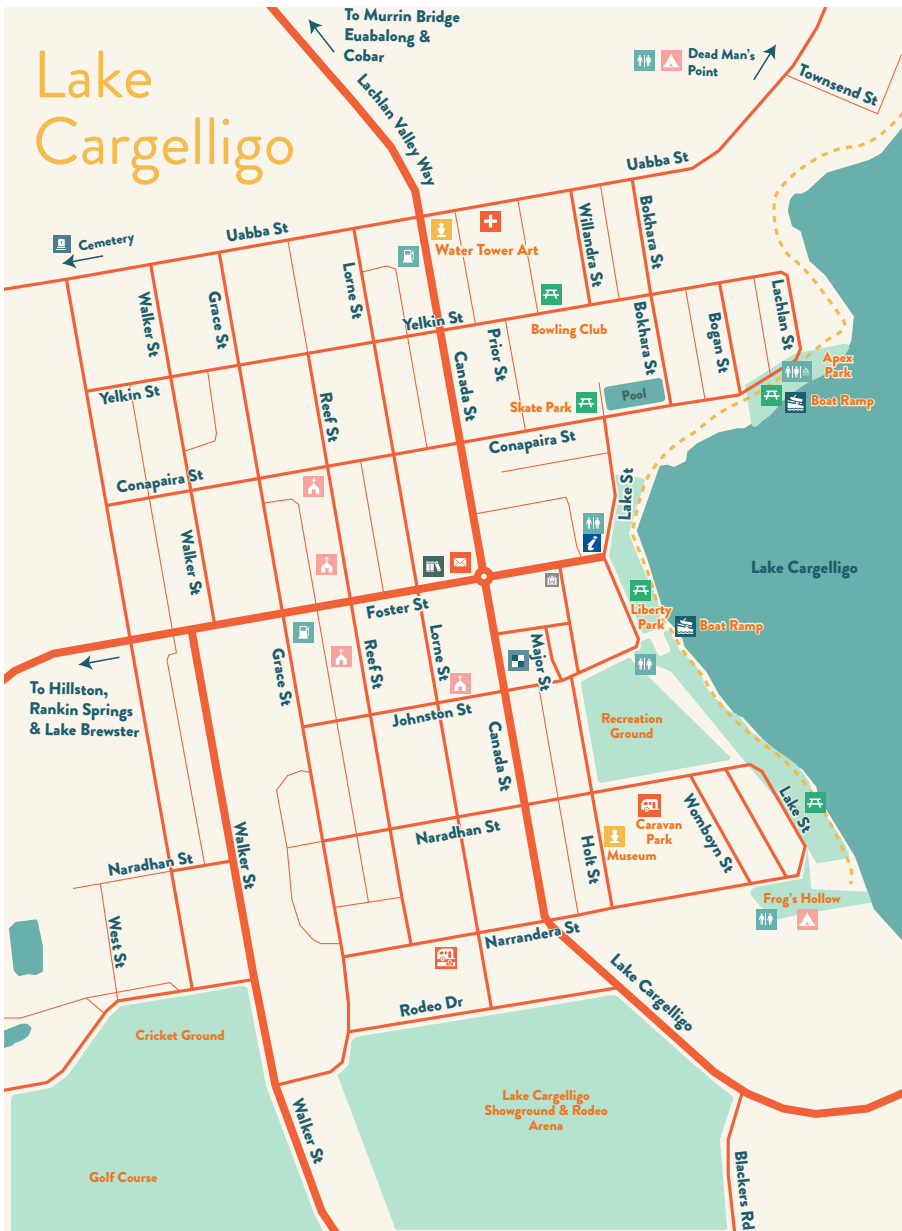 Lake
Cargelligo
To Murrin Bridge
Euabalong &
Cobar
Dead Man's
Point
Townsend St
Lachlan Valley Way
Uabba St
Cemetery
Uabba St
Water Tower Art
Willandra St
Bokhara St
Walker St
Grace St
Lorne St
Yelkin St
Prior St
Bowling Club
Bokhara St
Bogan St
Lachlan St
Apex
Park
Boat Ramp
Yelkin St
Reef St
Canada St
Skate Park
Pool
Conapaira St
Conapaira St
Lake St
Walker St
Lake Cargelligo
Foster St
Liberty
Park
Boat Ramp
To Hillston,
Rankin Springs
& Lake Brewster
Grace St
Reef St
Lorne St
Major St
Johnston St
Recreation
Ground
Canada St
Naradhan St
Walker St
Naradhan St
Holt St
Caravan
Park
Museum
Womboyn St
Lake St
Frog's Hollow
West St
Narrandera St
Rodeo Dr
Lake Cargelligo
Cricket Ground
Lake Cargelligo
Showground & Rodeo
Arena
Walker St
Golf Course
Blackers Rd